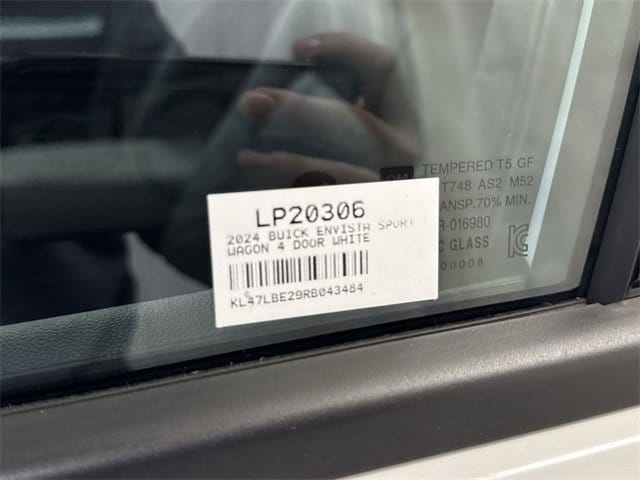 LP20306
2024 BUICK ENVISTA SPORT
WAGON 4 DOOR WHITE
KL47LBE29RB043484
GM
TEMPERED T5 GF
T748 AS2 M52
ANSP.70% MIN.
R-016980
C GLASS
00008